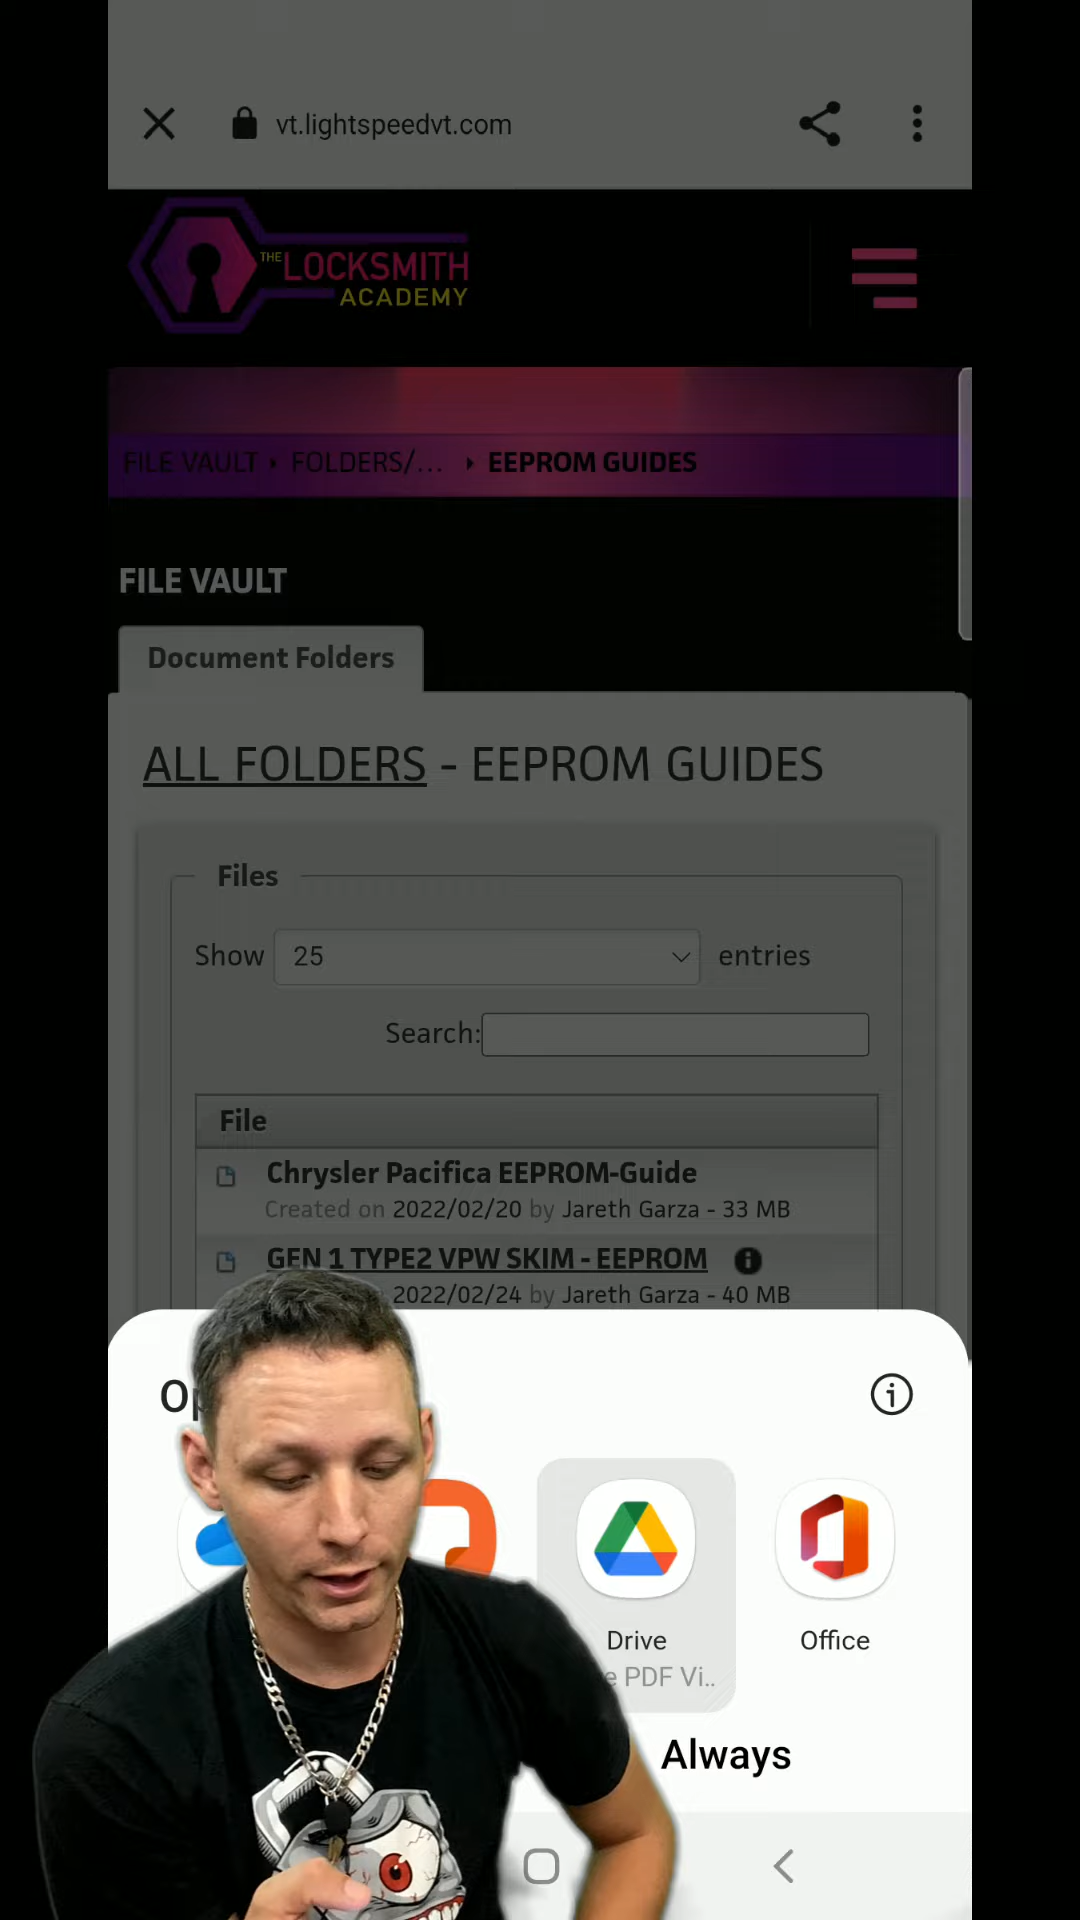 vt.lightspeedvt.com
THE LOCKSMITH
ACADEMY
FILE VAULT FOLDERS/... EEPROM GUIDES
FILE VAULT
Document Folders
ALL FOLDERS - EEPROM GUIDES
Files
Show 25 entries
Search:
File
Chrysler Pacifica EEPROM-Guide
Created on 2022/02/20 by Jareth Garza - 33 MB
GEN 1 TYPE2 VPW SKIM - EEPROM
2022/02/24 by Jareth Garza - 40 MB
Drive
Office
PDF Vi..
Always